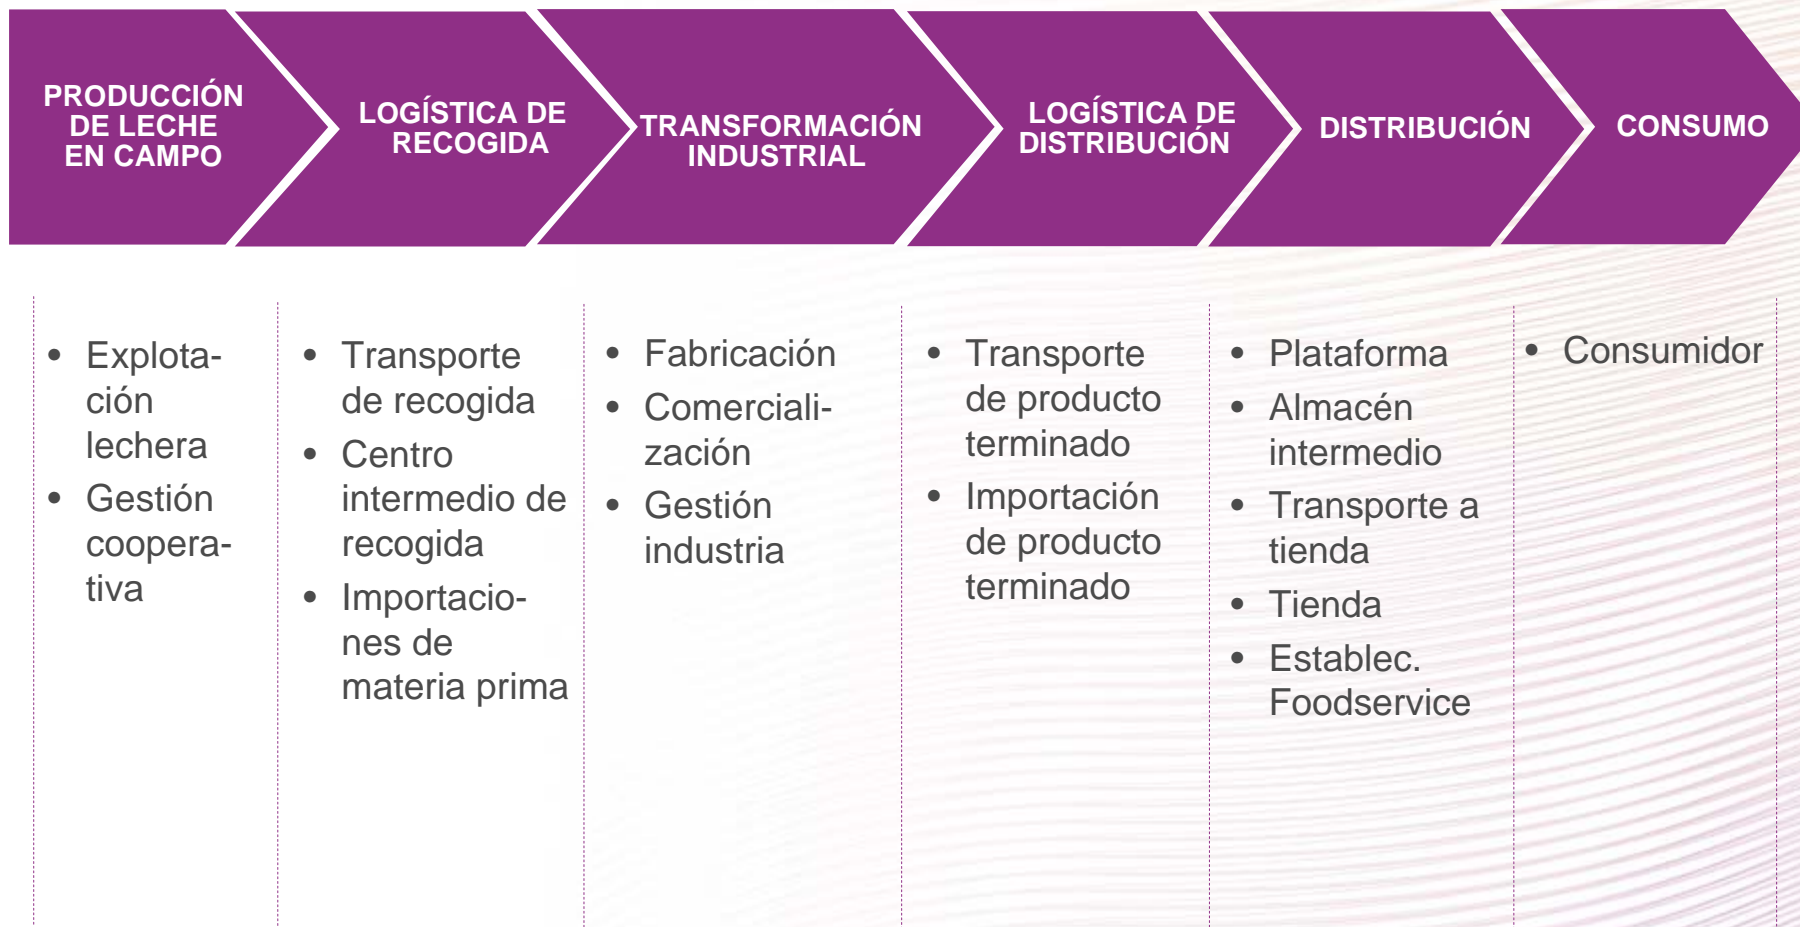 PRODUCCIÓN
DE LECHE
EN CAMPO
LOGÍSTICA DE
RECOGIDA
TRANSFORMACIÓN
INDUSTRIAL
LOGÍSTICA DE
DISTRIBUCIÓN
DISTRIBUCIÓN
CONSUMO
• Explota-
ción
lechera
• Gestión
coopera-
tiva
• Transporte
de recogida
• Centro
intermedio de
recogida
• Importacio-
nes de
materia prima
• Fabricación
• Comerciali-
zación
• Gestión
industria
• Transporte
de producto
terminado
• Importación
de producto
terminado
• Plataforma
• Almacén
intermedio
• Transporte a
tienda
• Tienda
• Establec.
Foodservice
• Consumidor